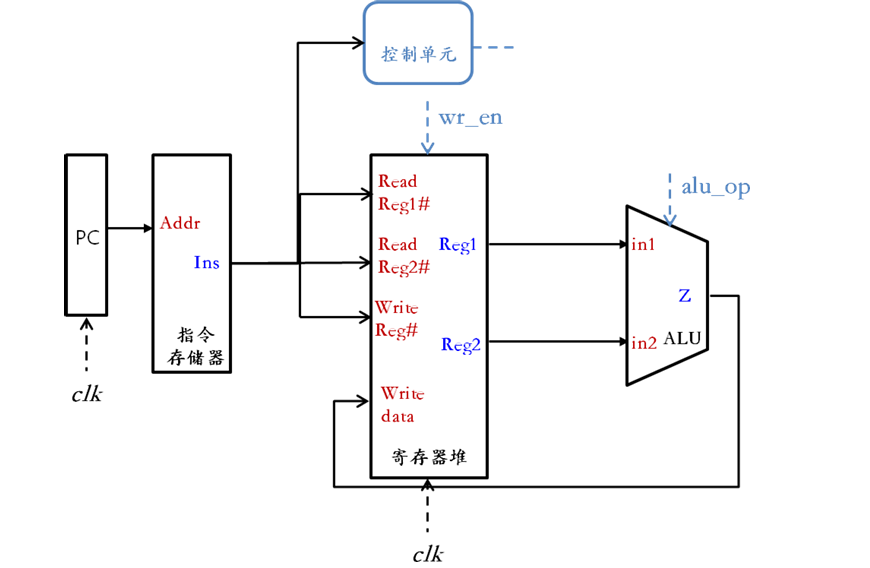 控制单元
wr_en
Read
Reg1#
alu_op
Addr
PC
Read
Reg2#
Reg1
in1
Ins
Write
Reg#
Z
指令
存储器
Reg2
in2
ALU
clk
Write
data
寄存器堆
clk